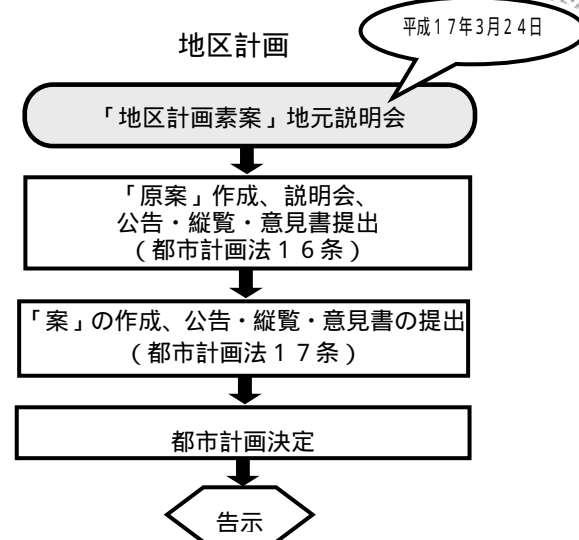 地区計画
平成17年3月24日
「地区計画素案」地元説明会
「原案」作成、説明会、
公告・縦覧・意見書提出
（都市計画法１６条）
「案」の作成、公告・縦覧・意見書の提出
（都市計画法１７条）
都市計画決定
告示